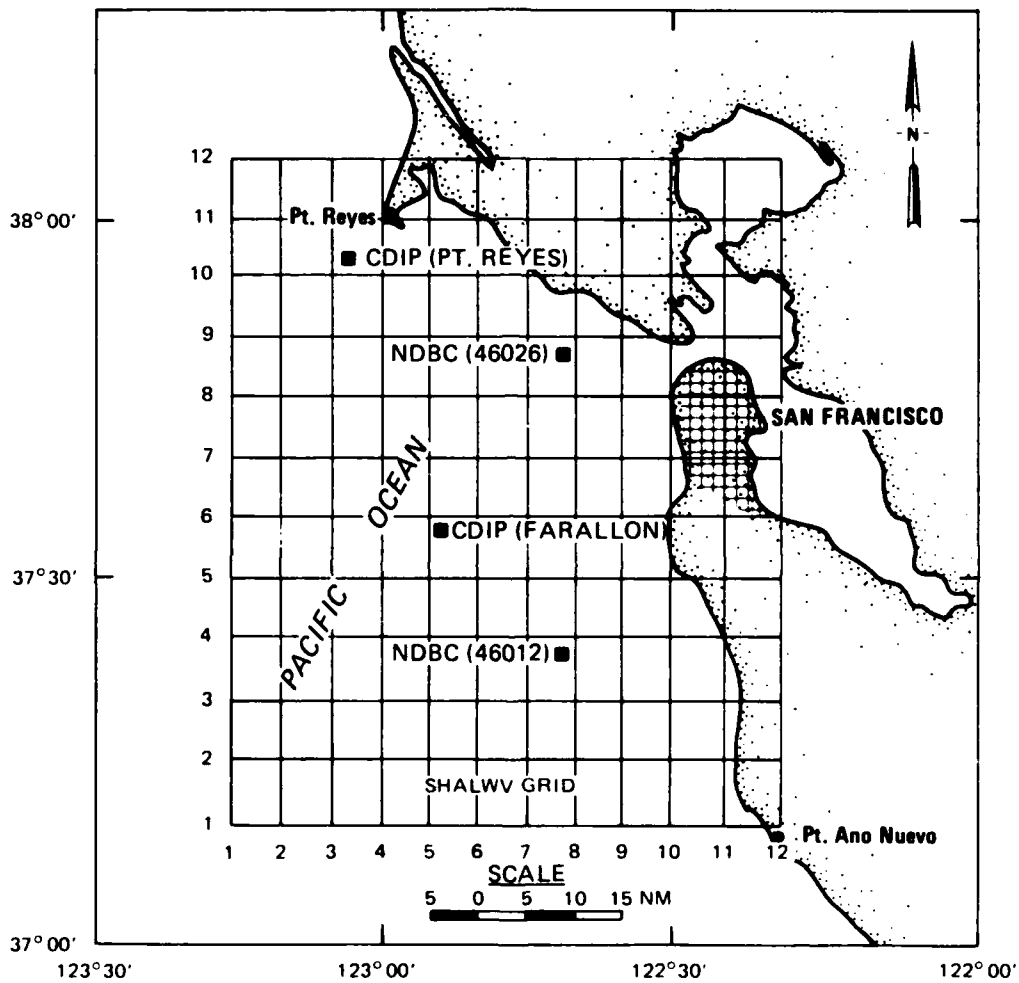 N
12
38° 00'
11
Pt. Reyes
CDIP (PT. REYES)
10
9
NDBC (46026)
8
SAN FRANCISCO
7
PACIFIC OCEAN
6
CDIP (FARALLON)
37° 30'
5
4
NDBC (46012)
3
2
SHALWV GRID
1
Pt. Ano Nuevo
1 2 3 4 5 6 7 8 9 10 11 12
SCALE
5 0 5 10 15 NM
37° 00'
123° 30' 123° 00' 122° 30' 122° 00'